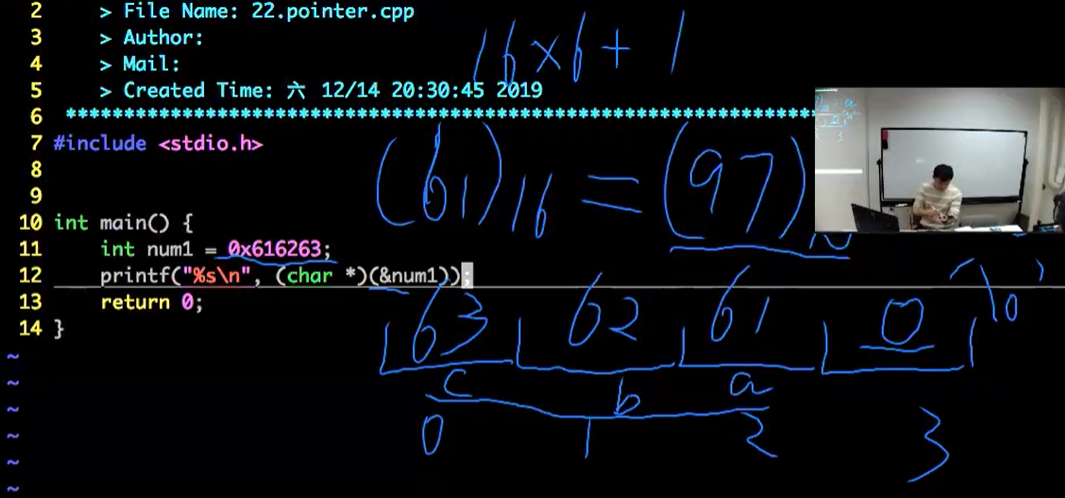 2 > File Name: 22.pointer.cpp
3 > Author:
4 > Mail:
5 > Created Time: 六 12/14 20:30:45 2019
6 ************************************************************
7 #include <stdio.h>
8
9
10 int main() {
11 int num1 = 0x616263;
12 printf("%s\n", (char *)(&num1));
13 return 0;
14 }
~
~
~
~
~
~
16×6+1
(61)16 = (97)10
63 62 61 0 '\0'
c b a
0 1 2 3